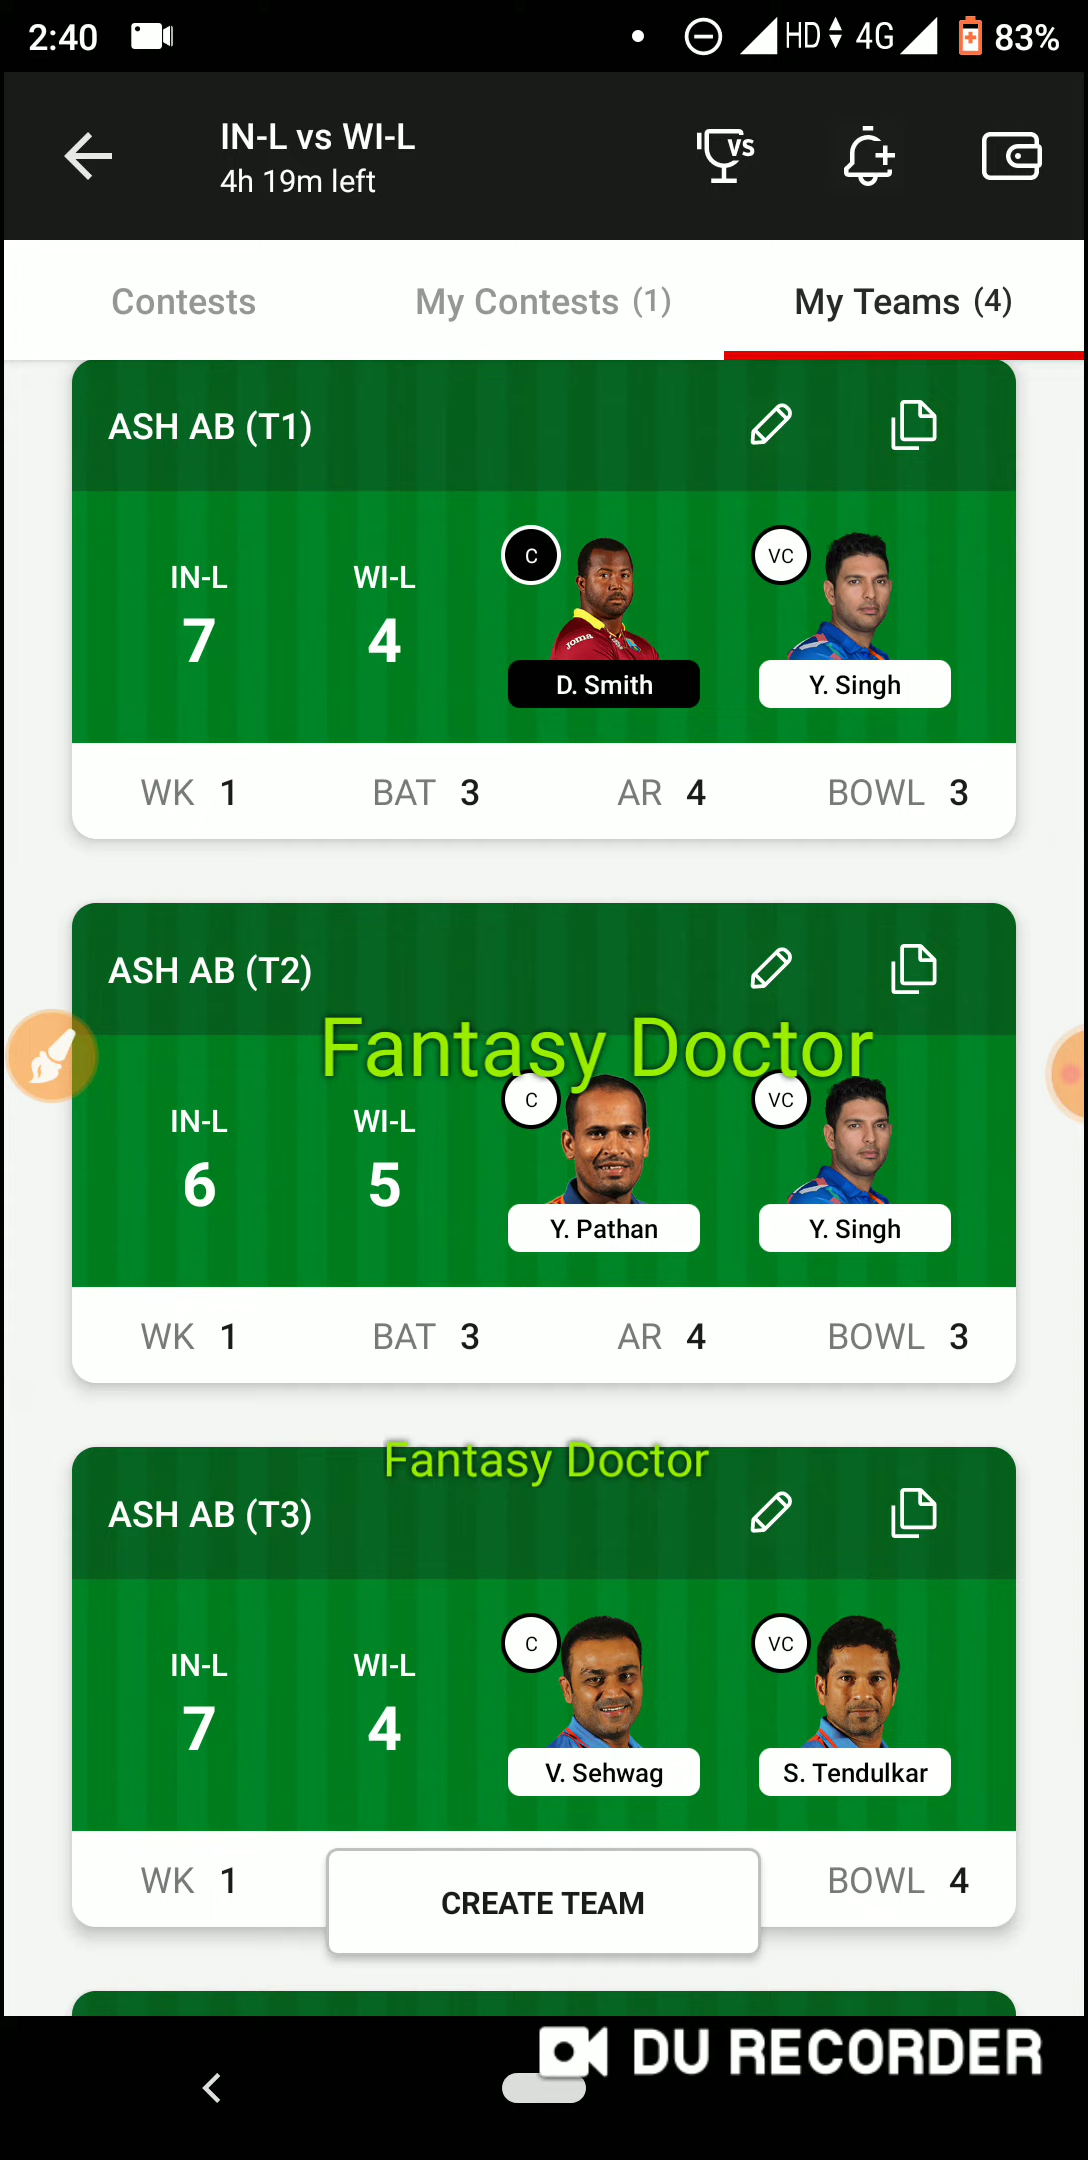 2:40 HD 4G 83%
IN-L vs WI-L
4h 19m left
VS
Contests My Contests (1) My Teams (4)
ASH AB (T1)
IN-L WI-L C VC
7 4
joma
D. Smith Y. Singh
WK 1 BAT 3 AR 4 BOWL 3
ASH AB (T2)
Fantasy Doctor
IN-L WI-L C VC
6 5
Y. Pathan Y. Singh
WK 1 BAT 3 AR 4 BOWL 3
Fantasy Doctor
ASH AB (T3)
IN-L WI-L C VC
7 4
V. Sehwag S. Tendulkar
WK 1 BOWL 4
CREATE TEAM
DU RECORDER